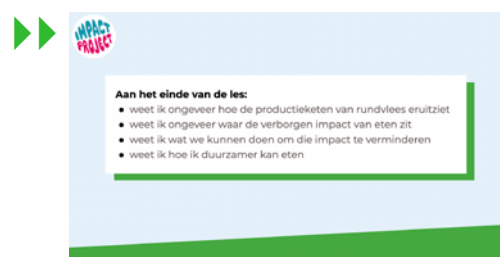 IMPACT
PROJECT
Aan het einde van de les:
• weet ik ongeveer hoe de productieketen van rundvlees eruitziet
• weet ik ongeveer waar de verborgen impact van eten zit
• weet ik wat we kunnen doen om die impact te verminderen
• weet ik hoe ik duurzamer kan eten